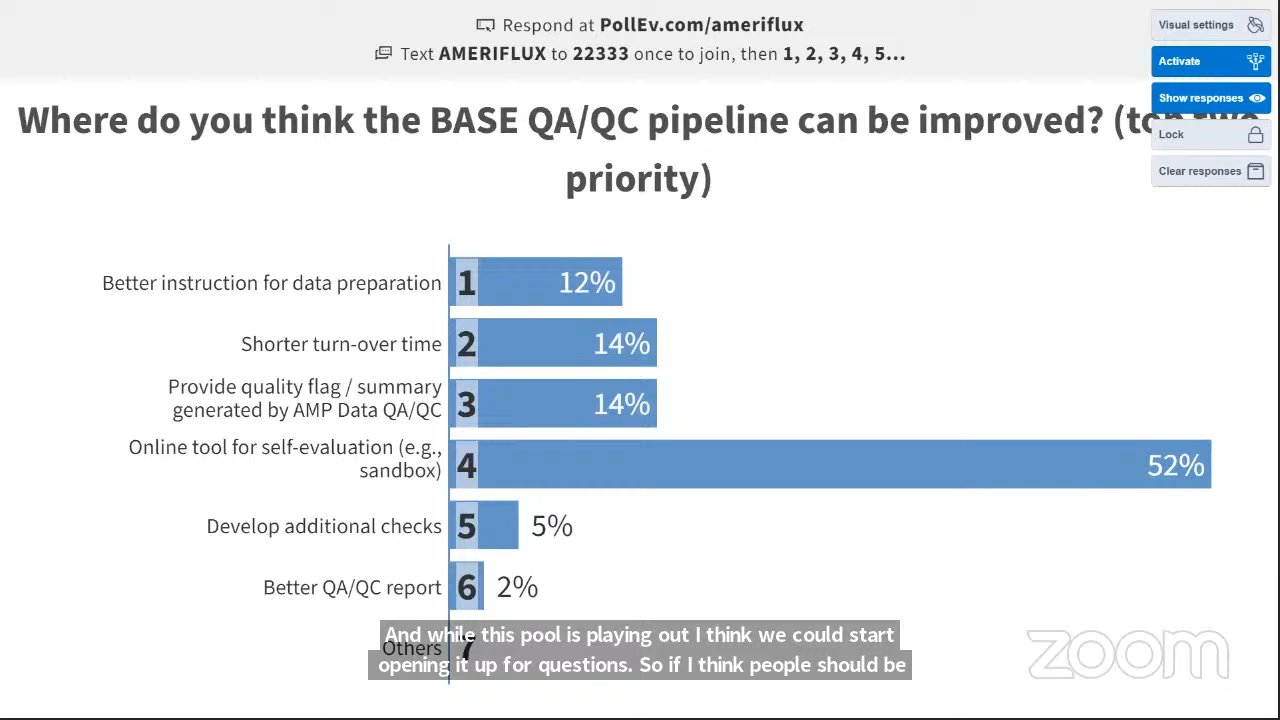 Respond at PollEv.com/ameriflux
Text AMERIFLUX to 22333 once to join, then 1, 2, 3, 4, 5...
Visual settings
Activate
Show responses
Lock
Clear responses
Where do you think the BASE QA/QC pipeline can be improved? (top two
priority)
Better instruction for data preparation 1 12%
Shorter turn-over time 2 14%
Provide quality flag / summary
generated by AMP Data QA/QC 3 14%
Online tool for self-evaluation (e.g.,
sandbox) 4 52%
Develop additional checks 5 5%
Better QA/QC report 6 2%
Others 7
And while this pool is playing out I think we could start
opening it up for questions. So if I think people should be
zoom